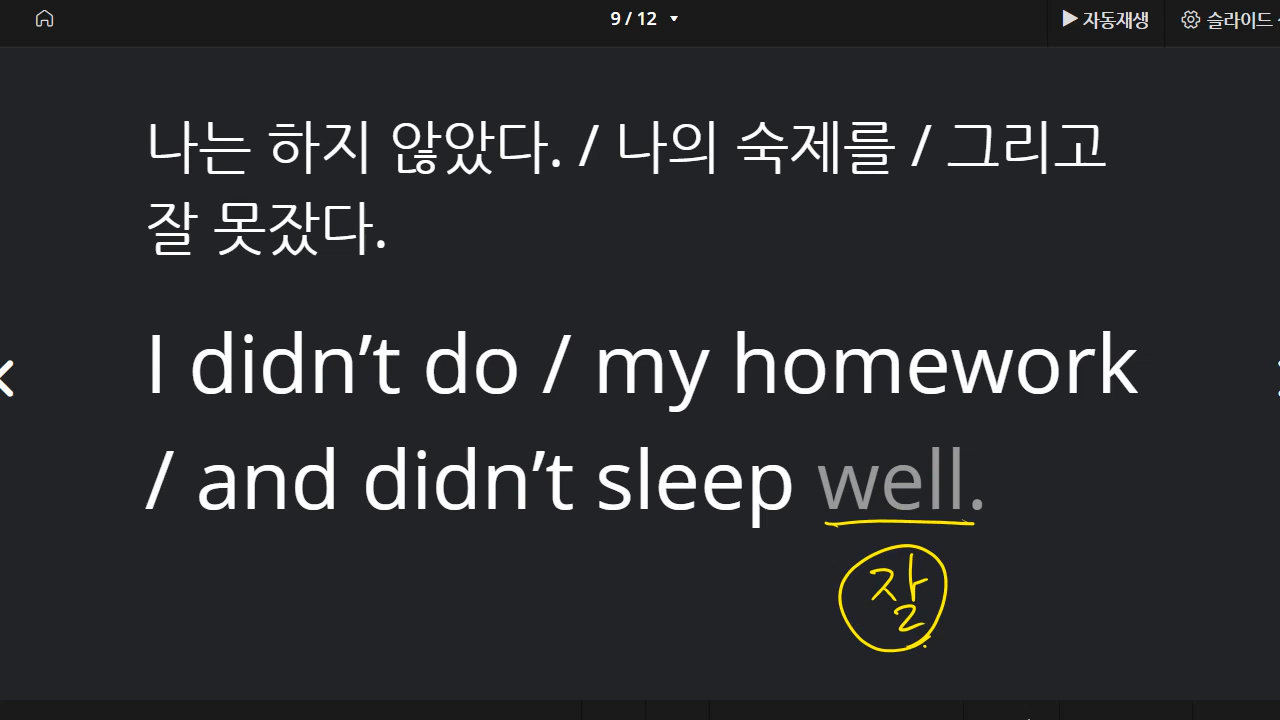 9 / 12
자동재생
슬라이드
나는 하지 않았다. / 나의 숙제를 / 그리고
잘 못잤다.
I didn’t do / my homework
/ and didn’t sleep well.
잘